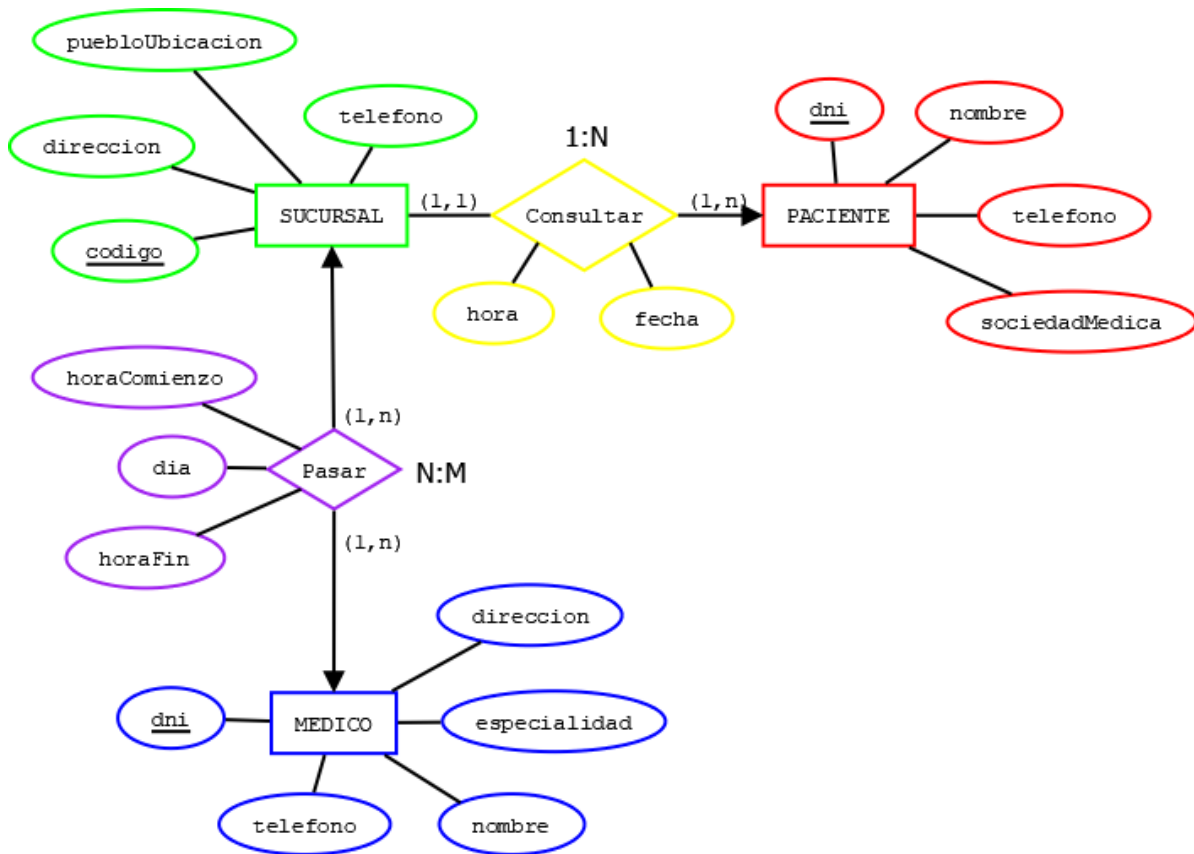 puebloUbicacion
telefono
direccion
codigo
SUCURSAL
(1,1)
1:N
Consultar
(1,n)
hora
fecha
dni
nombre
PACIENTE
telefono
sociedadMedica
horaComienzo
(1,n)
dia
Pasar
N:M
horaFin
(1,n)
direccion
dni
MEDICO
especialidad
telefono
nombre